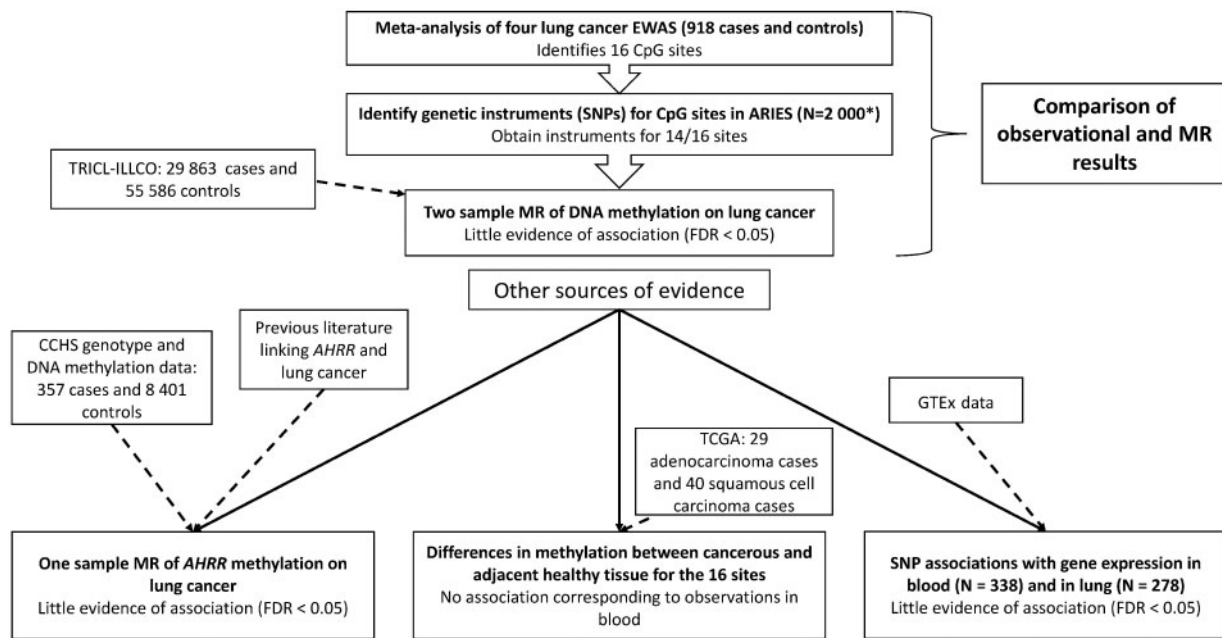 Meta-analysis of four lung cancer EWAS (918 cases and controls)
Identifies 16 CpG sites
Identify genetic instruments (SNPs) for CpG sites in ARIES (N=2 000*)
Obtain instruments for 14/16 sites
Comparison of
observational and MR
results
TRICL-ILLCO: 29 863 cases and
55 586 controls
Two sample MR of DNA methylation on lung cancer
Little evidence of association (FDR < 0.05)
Other sources of evidence
CCHS genotype and
DNA methylation data:
357 cases and 8 401
controls
Previous literature
linking AHRR and
lung cancer
GTEx data
TCGA: 29
adenocarcinoma cases
and 40 squamous cell
carcinoma cases
One sample MR of AHRR methylation on
lung cancer
Little evidence of association (FDR < 0.05)
Differences in methylation between cancerous and
adjacent healthy tissue for the 16 sites
No association corresponding to observations in
blood
SNP associations with gene expression in
blood (N = 338) and in lung (N = 278)
Little evidence of association (FDR < 0.05)